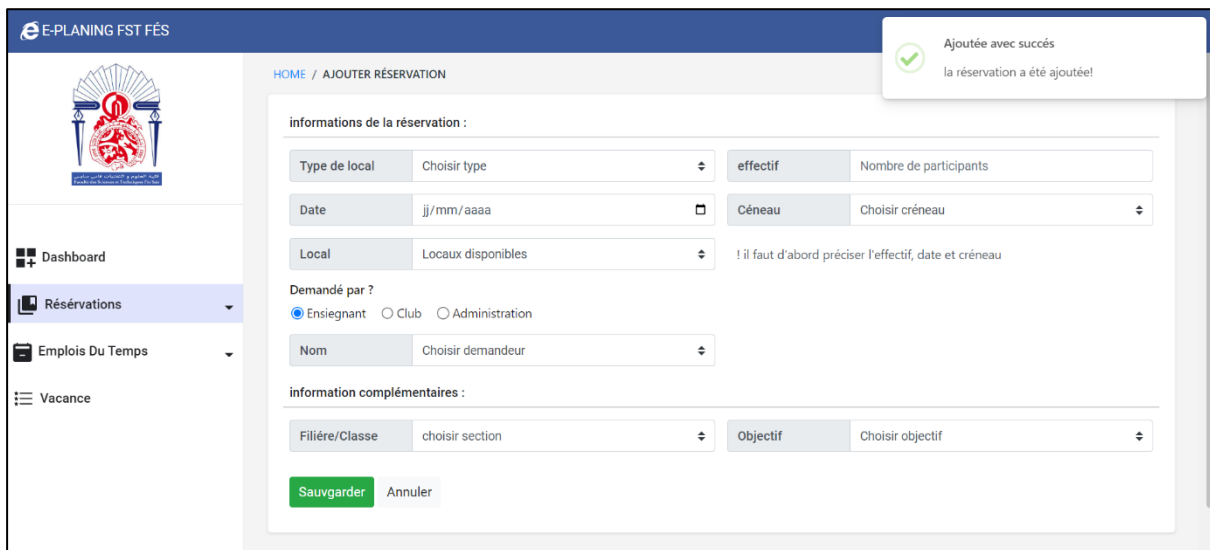 E-PLANING FST FÉS
Ajoutée avec succés
la réservation a été ajoutée!
HOME / AJOUTER RÉSERVATION
informations de la réservation :
Type de local Choisir type effectif Nombre de participants
Date jj/mm/aaaa Céneau Choisir créneau
Local Locaux disponibles ! il faut d'abord préciser l'effectif, date et créneau
Demandé par ?
Ensiegnant Club Administration
Nom Choisir demandeur
information complémentaires :
Filiére/Classe choisir section Objectif Choisir objectif
Sauvgarder Annuler
Dashboard
Résérvations
Emplois Du Temps
Vacance